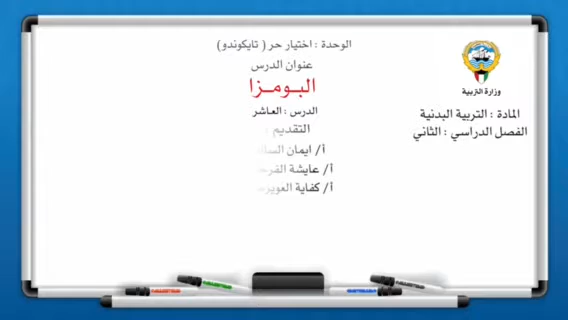 وزارة التربية
المادة : التربية البدنية
الفصل الدراسي : الثاني
الوحدة : اختيار حر ( تايكوندو)
عنوان الدرس
البـومـزا
الدرس : العاشر
التقديم :
أ/ ايمان
أ/ عايشة
أ/ كفاية